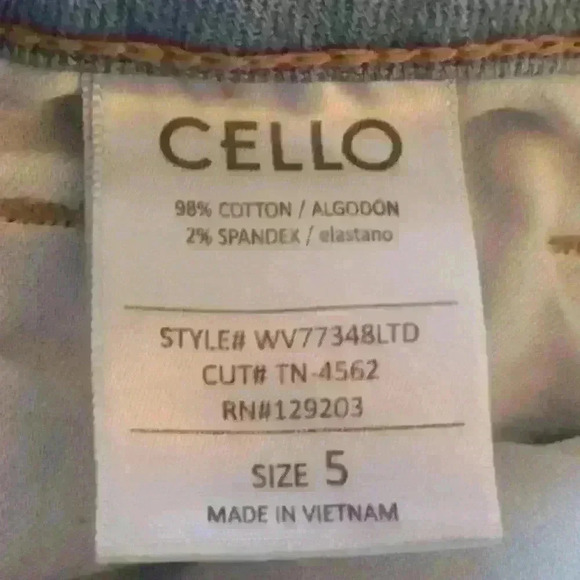 CELLO
98% COTTON / ALGODÓN
2% SPANDEX / elastano
STYLE# WV77348LTD
CUT# TN-4562
RN#129203
SIZE 5
MADE IN VIETNAM